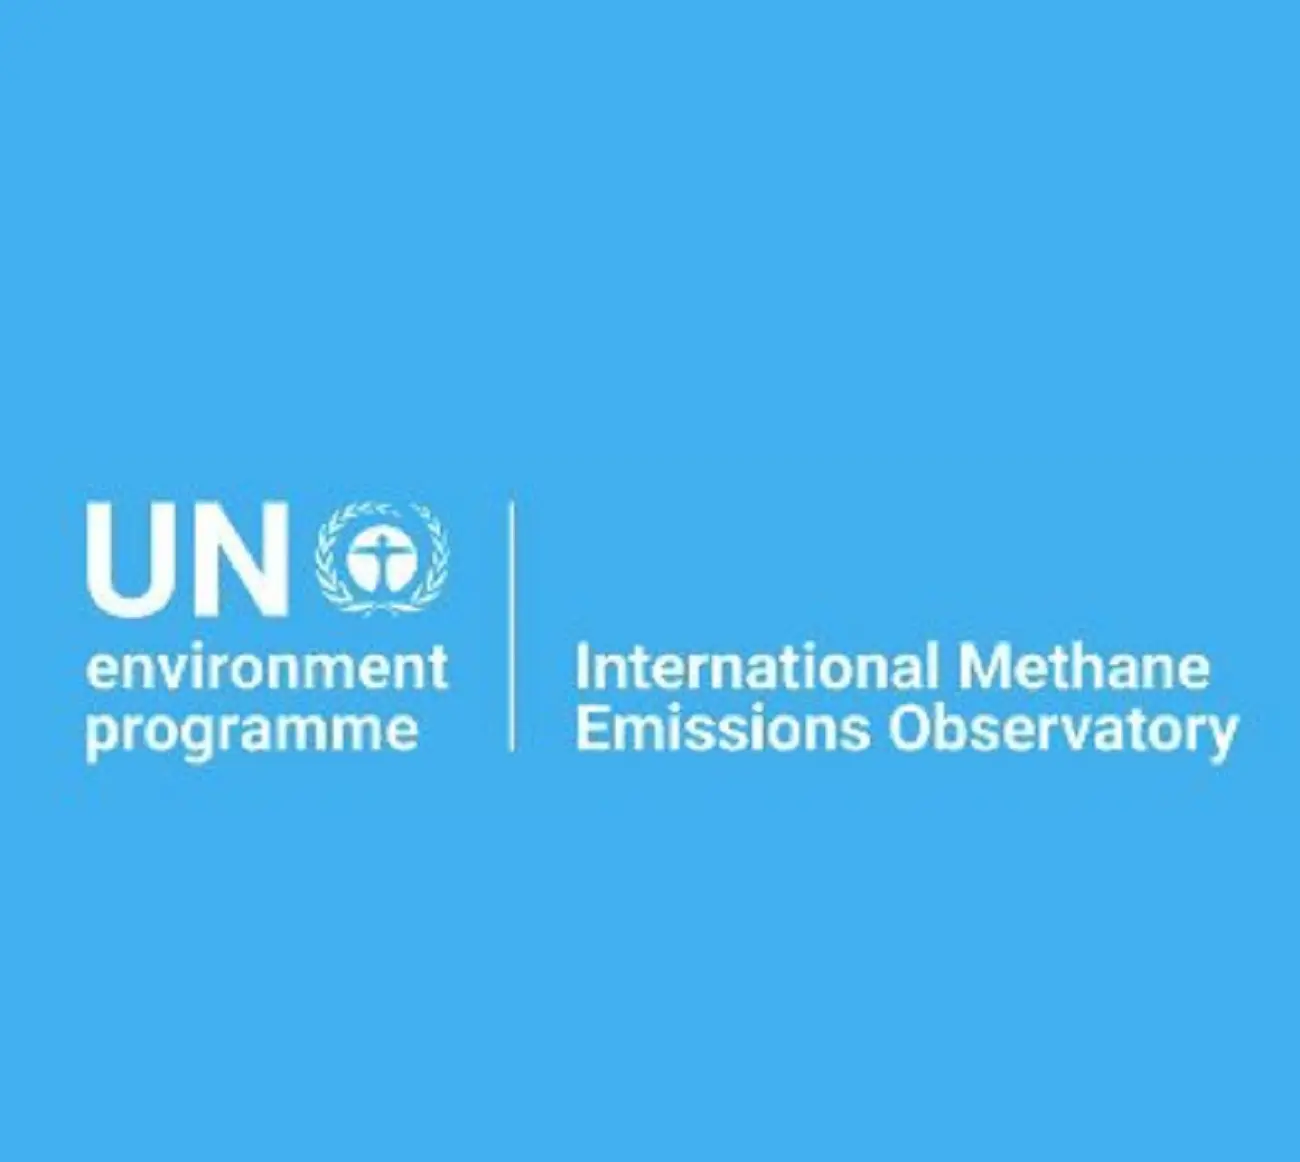 UN
environment
programme
International Methane
Emissions Observatory